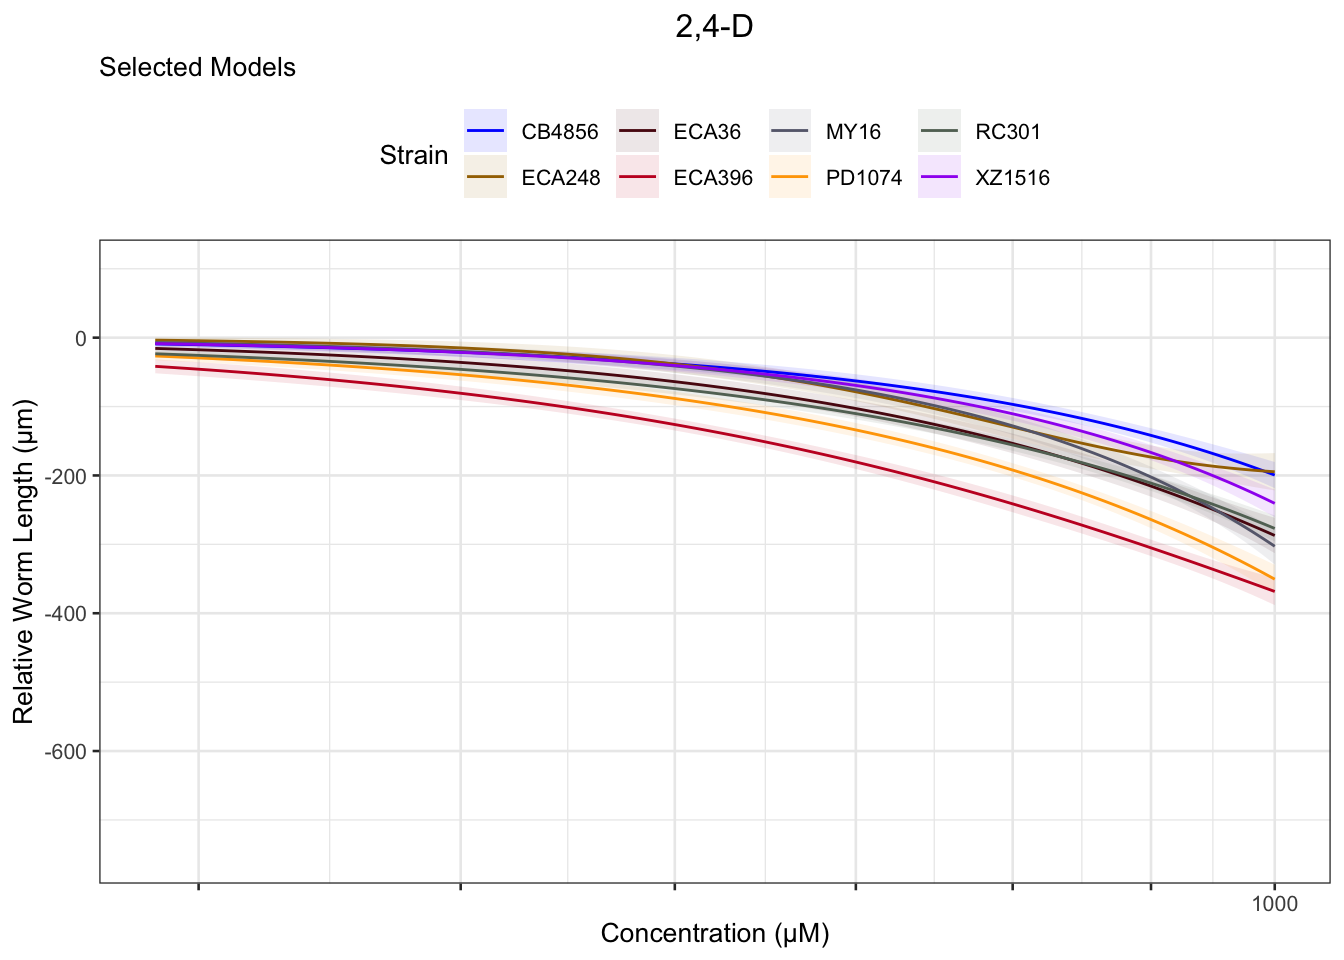 2,4-D
Selected Models
Strain
CB4856 ECA36 MY16 RC301
ECA248 ECA396 PD1074 XZ1516
Relative Worm Length (µm)
0
-200
-400
-600
1000
Concentration (µM)